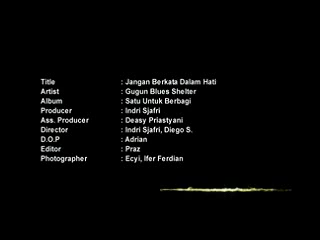 Title : Jangan Berkata Dalam Hati
Artist : Gugun Blues Shelter
Album : Satu Untuk Berbagi
Producer : Indri Sjafri
Ass. Producer : Deasy Priastyani
Director : Indri Sjafri, Diego S.
D.O.P : Adrian
Editor : Praz
Photographer : Ecyi, Ifer Ferdian